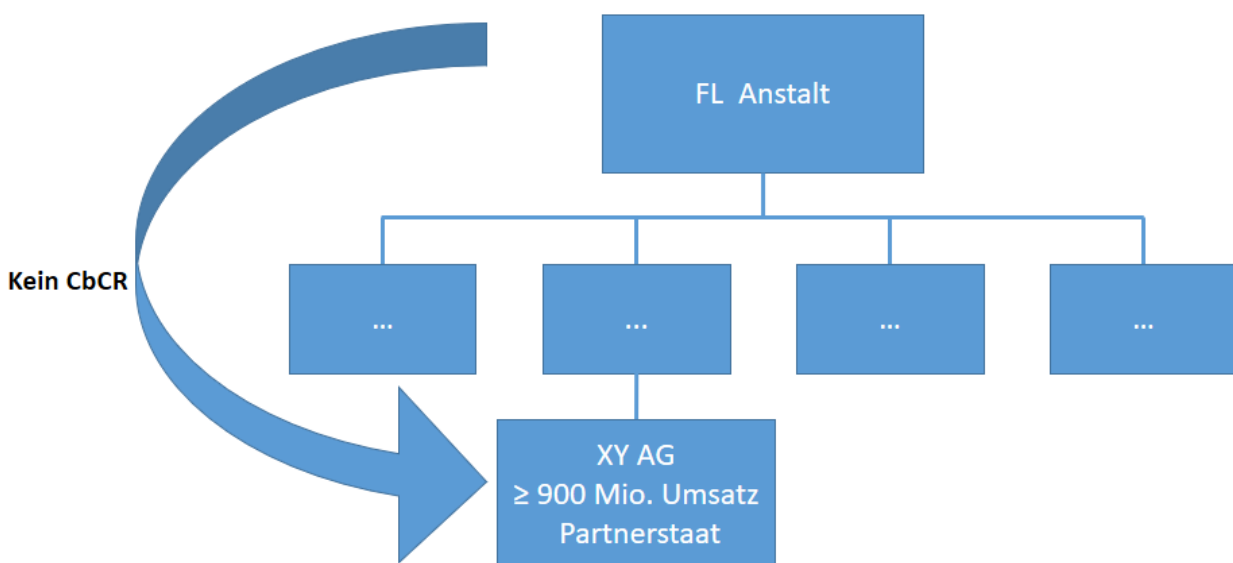 FL Anstalt
Kein CbCR
...
...
...
...
XY AG
≥ 900 Mio. Umsatz
Partnerstaat